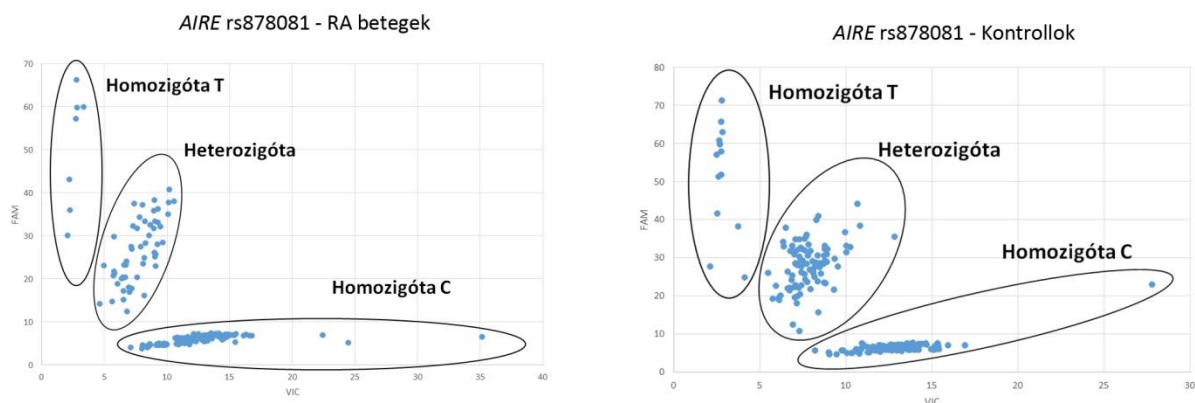 AIRE rs878081 - RA betegek
70
60
50
40
30
20
10
0
FAM
0 5 10 15 20 25 30 35 40
VIC
Homozigóta T
Heterozigóta
Homozigóta C
AIRE rs878081 - Kontrollok
80
70
60
50
40
30
20
10
0
FAM
0 5 10 15 20 25 30
VIC
Homozigóta T
Heterozigóta
Homozigóta C